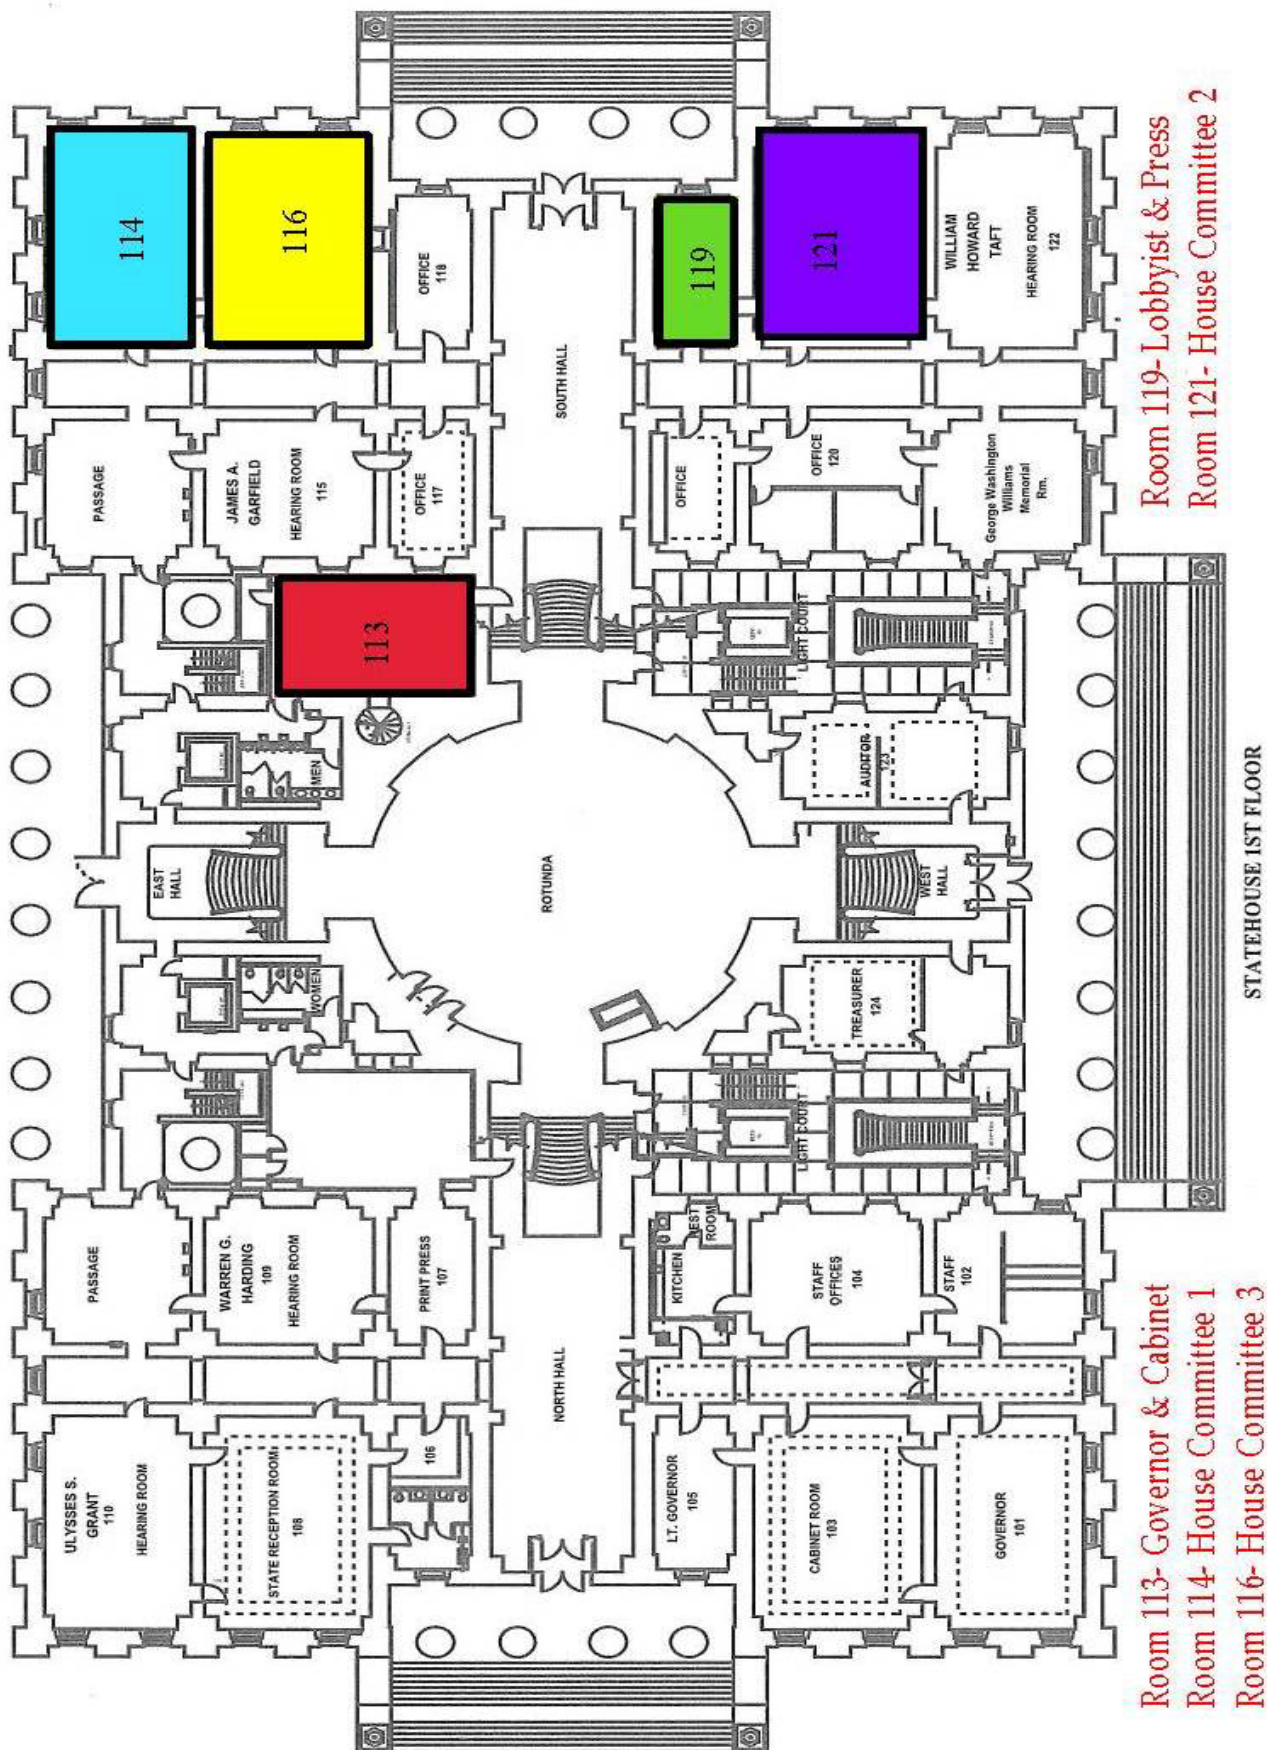 ULYSSES S.
GRANT
110
HEARING ROOM
PASSAGE
PASSAGE
114
EAST
HALL
WARREN G.
HARDING
109
HEARING ROOM
JAMES A.
GARFIELD
HEARING ROOM
115
STATE RECEPTION ROOM
108
WOMEN
MEN
116
113
106
PRINT PRESS
107
OFFICE
117
OFFICE
118
NORTH HALL
ROTUNDA
SOUTH HALL
LT. GOVERNOR
105
KITCHEN
REST
ROOM
OFFICE
119
LIGHT COURT
LIGHT COURT
CABINET ROOM
103
STAFF
OFFICES
104
TREASURER
124
AUDITOR
123
OFFICE
120
121
WEST
HALL
GOVERNOR
101
STAFF
102
George Washington
Williams
Memorial
Rm.
WILLIAM
HOWARD
TAFT
HEARING ROOM
122
Room 113- Governor & Cabinet
Room 114- House Committee 1
Room 116- House Committee 3
Room 119- Lobbyist & Press
Room 121- House Committee 2
STATEHOUSE 1ST FLOOR